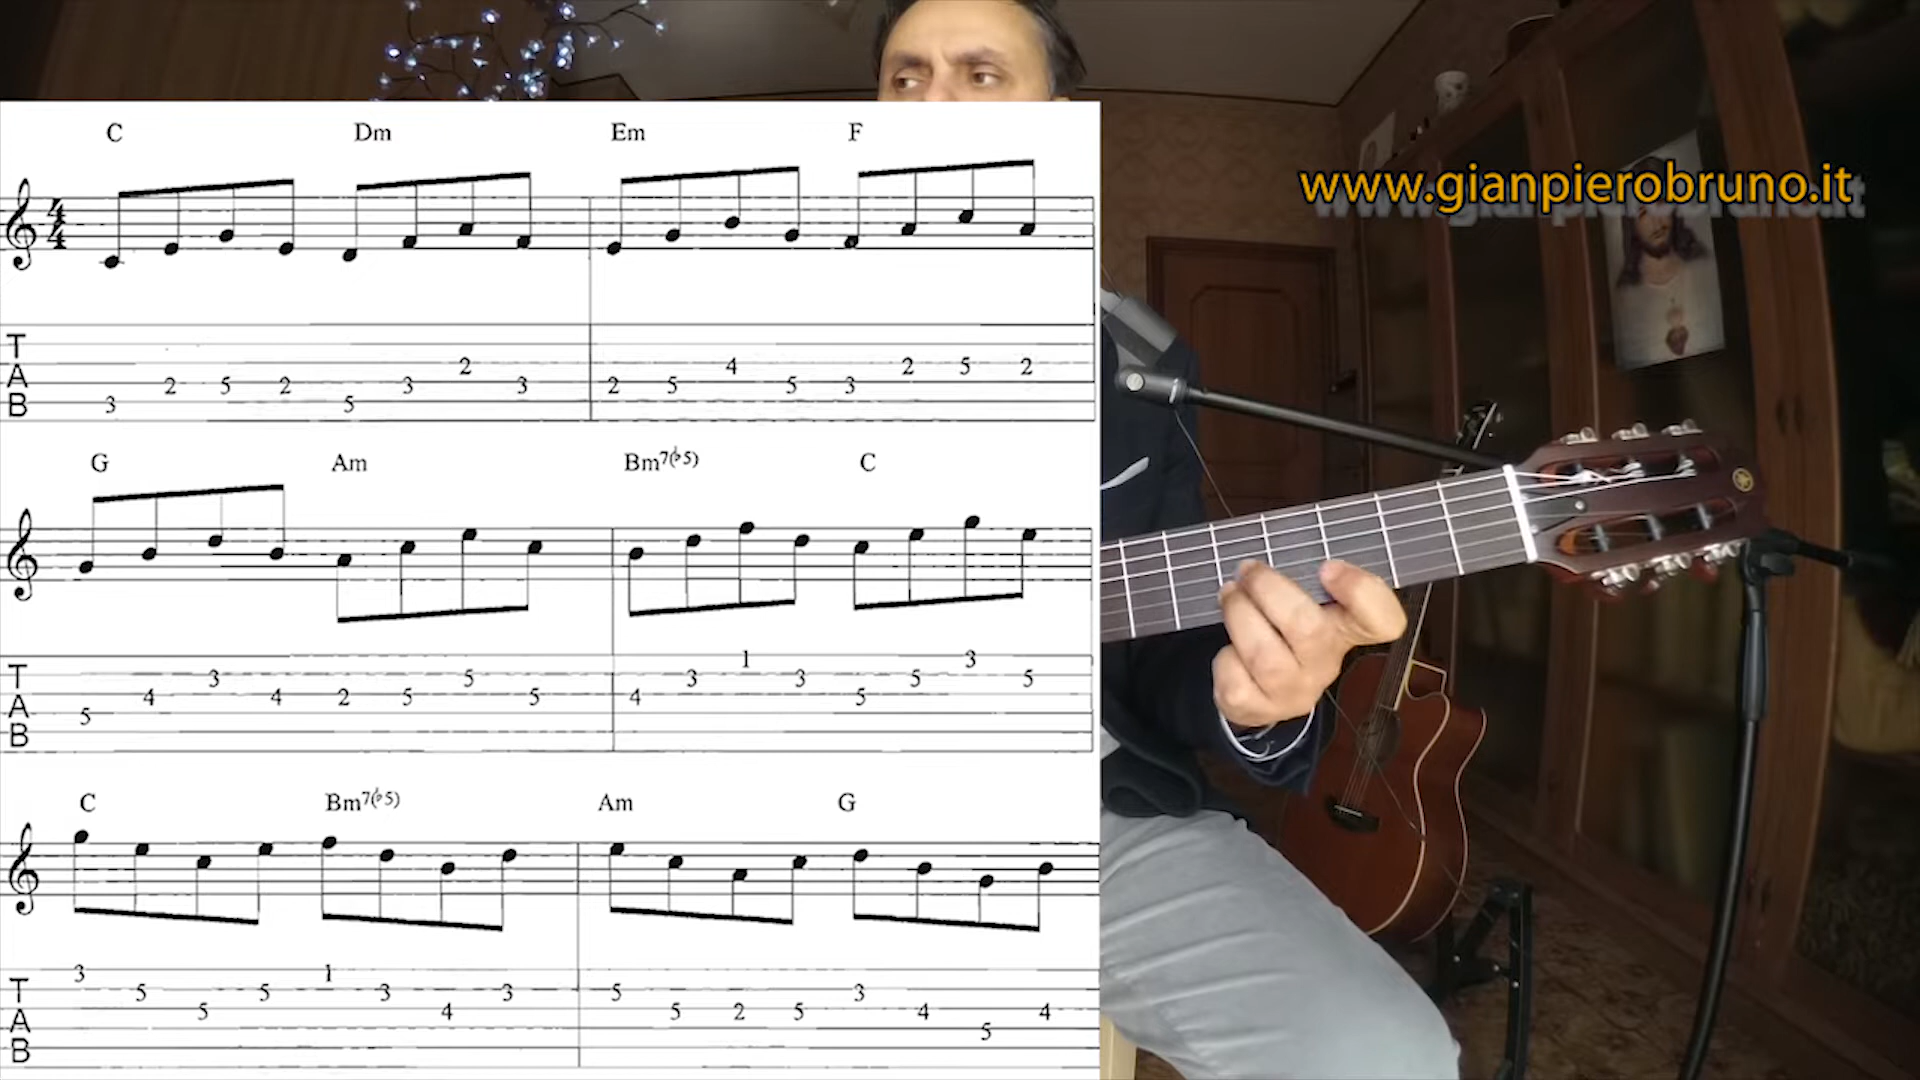 www.gianpierobruno.it
C Dm Em F
4
4
T
A
B
3 2 5 2 5 3 2 3 2 5 4 5 3 2 5 2
G Am Bm7(♭5) C
T
A
B
5 4 3 4 2 5 5 5 4 3 1 3 5 5 3 5
C Bm7(♭5) Am G
T
A
B
3 5 5 5 1 3 4 3 5 5 2 5 3 4 5 4